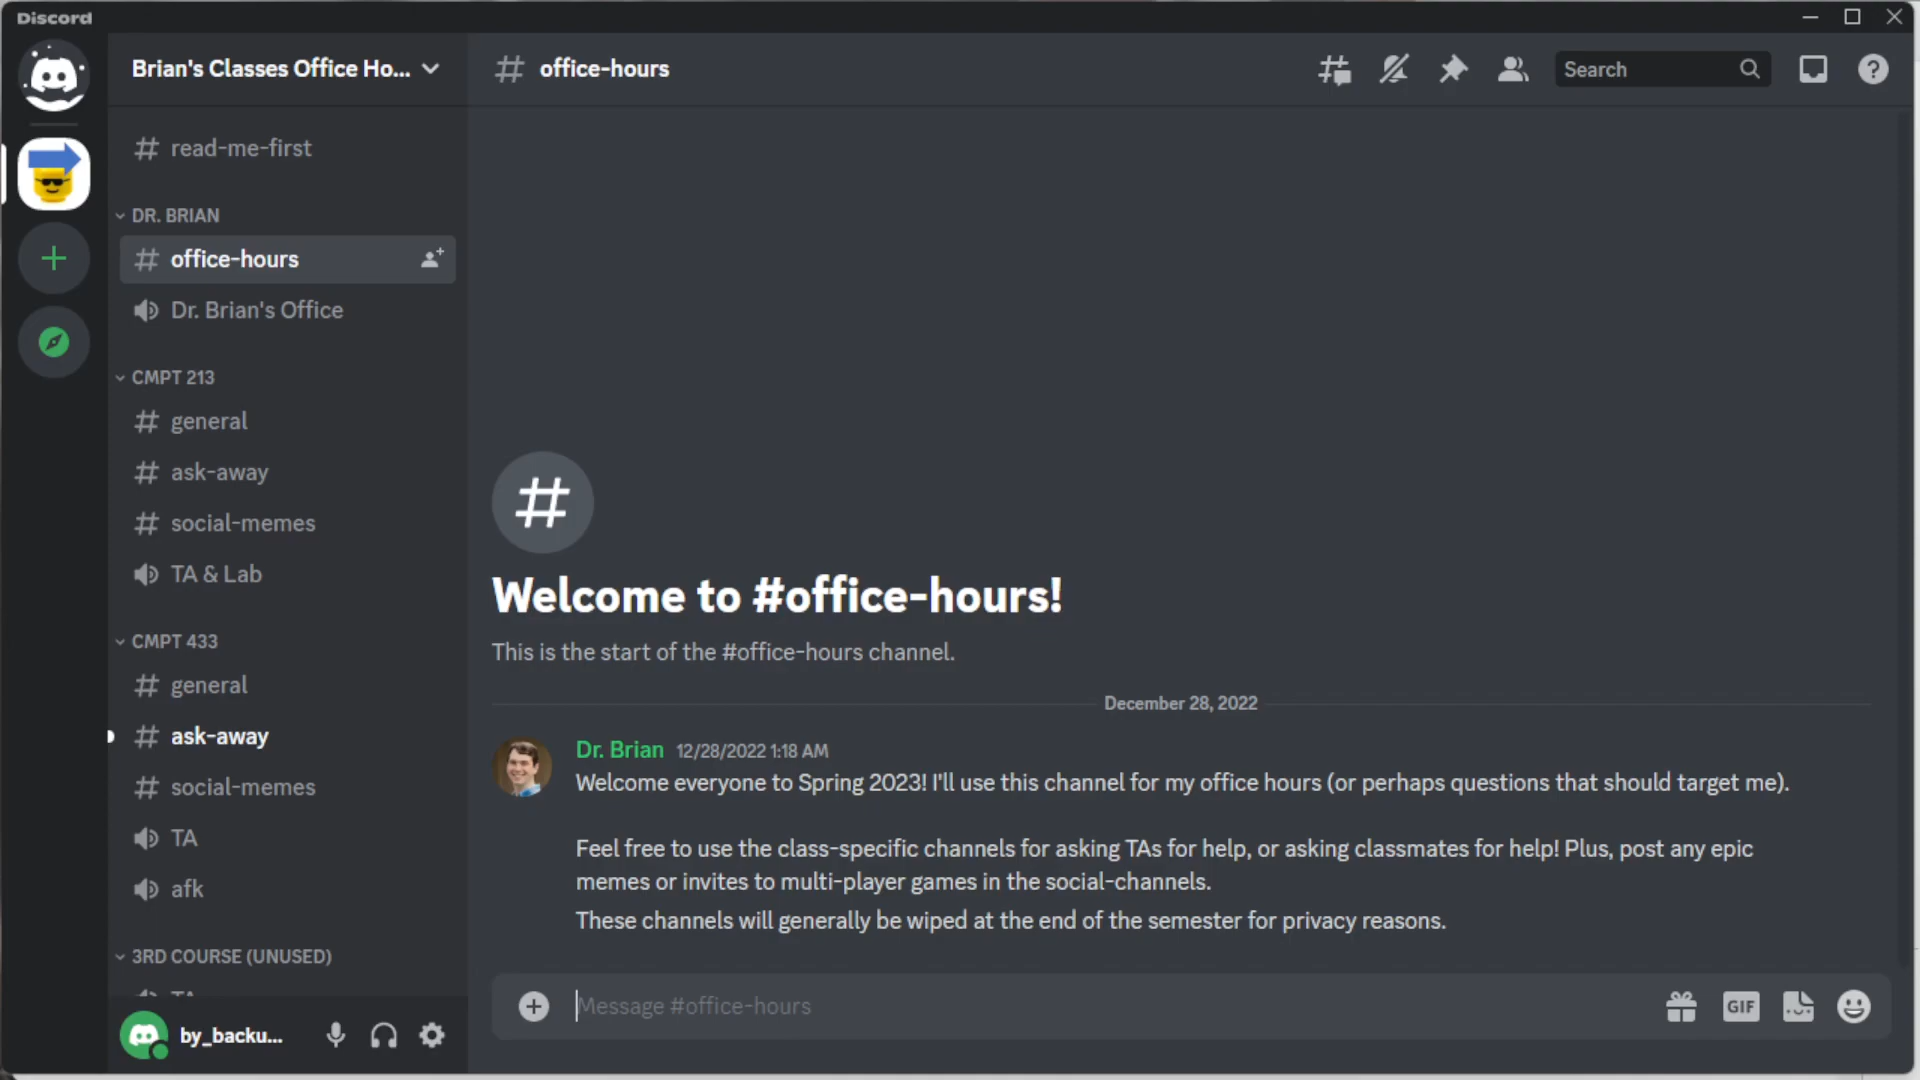 Discord
Brian's Classes Office Ho...
office-hours
Search
read-me-first
DR. BRIAN
office-hours
Dr. Brian's Office
CMPT 213
general
ask-away
social-memes
TA & Lab
CMPT 433
general
ask-away
social-memes
TA
afk
3RD COURSE (UNUSED)
by_backu...
Welcome to #office-hours!
This is the start of the #office-hours channel.
December 28, 2022
Dr. Brian 12/28/2022 1:18 AM
Welcome everyone to Spring 2023! I'll use this channel for my office hours (or perhaps questions that should target me).
Feel free to use the class-specific channels for asking TAs for help, or asking classmates for help! Plus, post any epic
memes or invites to multi-player games in the social-channels.
These channels will generally be wiped at the end of the semester for privacy reasons.
Message #office-hours
GIF